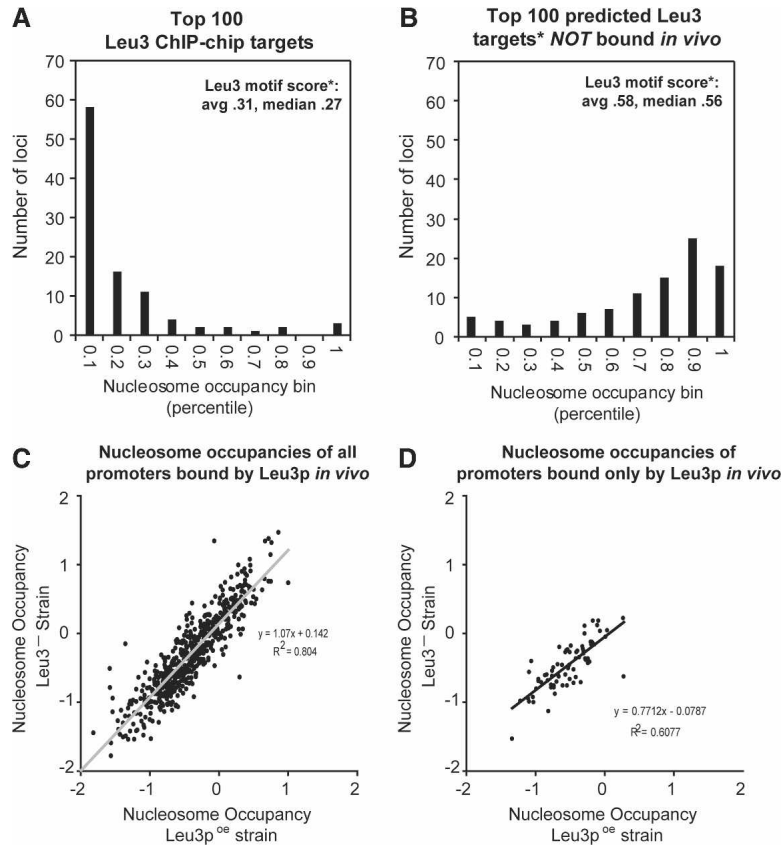 A
Top 100
Leu3 ChIP-chip targets
Leu3 motif score*:
avg .31, median .27
Number of loci
70
60
50
40
30
20
10
0
0.1 0.2 0.3 0.4 0.5 0.6 0.7 0.8 0.9 1
Nucleosome occupancy bin
(percentile)
B
Top 100 predicted Leu3
targets* NOT bound in vivo
Leu3 motif score*:
avg .58, median .56
Number of loci
70
60
50
40
30
20
10
0
0.1 0.2 0.3 0.4 0.5 0.6 0.7 0.8 0.9 1
Nucleosome occupancy bin
(percentile)
C
Nucleosome occupancies of all
promoters bound by Leu3p in vivo
Nucleosome Occupancy
Leu3– Strain
2
1
0
-1
-2
y = 1.07x + 0.142
R2 = 0.804
-2 -1 0 1 2
Nucleosome Occupancy
Leu3p oe strain
D
Nucleosome occupancies of
promoters bound only by Leu3p in vivo
Nucleosome Occupancy
Leu3– Strain
2
1
0
-1
-2
y = 0.7712x - 0.0787
R2 = 0.6077
-2 -1 0 1 2
Nucleosome Occupancy
Leu3p oe strain